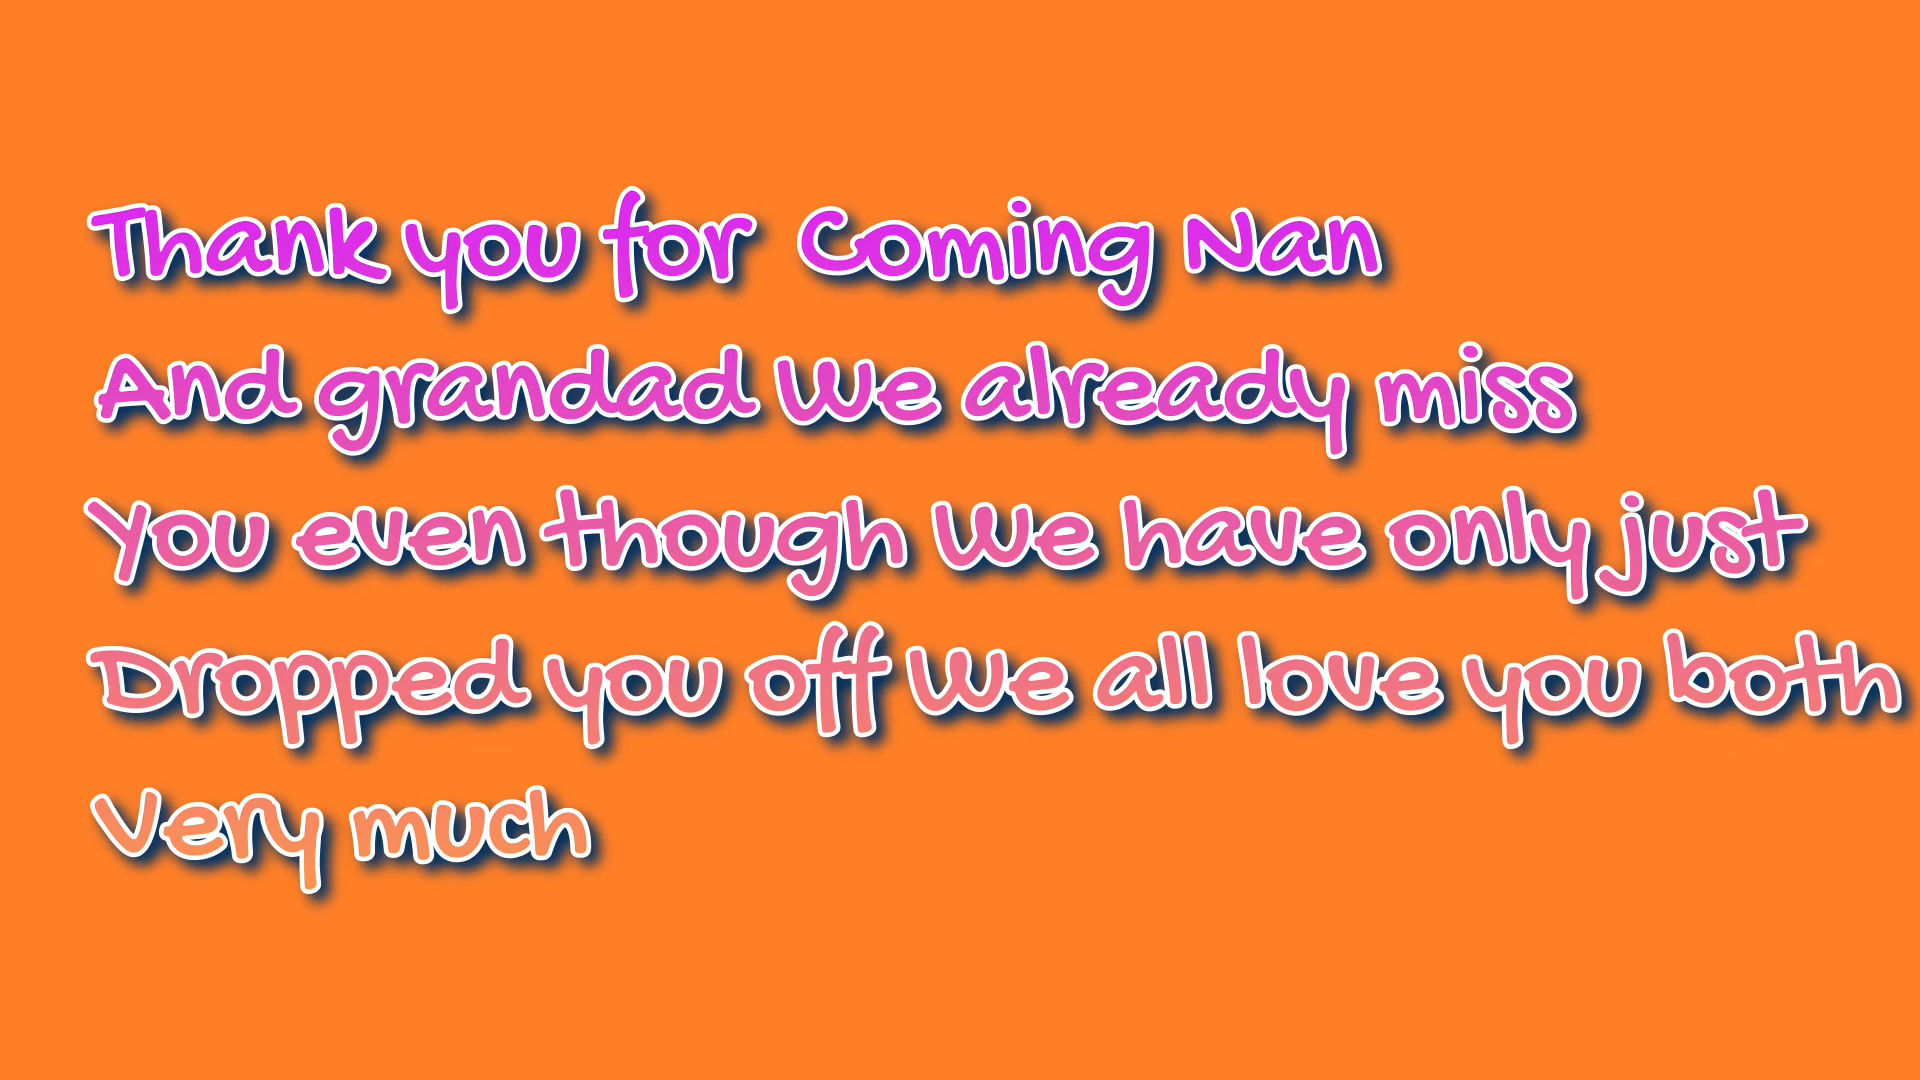 Thank you for Coming Nan
And grandad We already miss
You even though We have only just
Dropped you off We all love you both
Very much